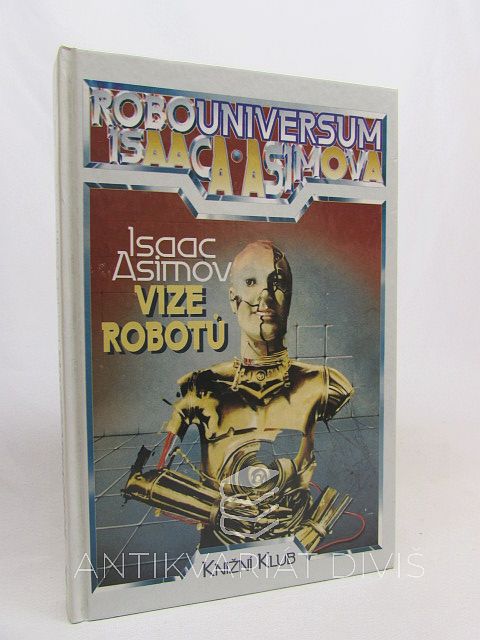 ROBOUNIVERSUM
ISAACA·ASIMOVA
Isaac
Asimov
VIZE
ROBOTŮ
KNIŽNÍ KLUB
ANTIKVARIÁT DIVIŠ